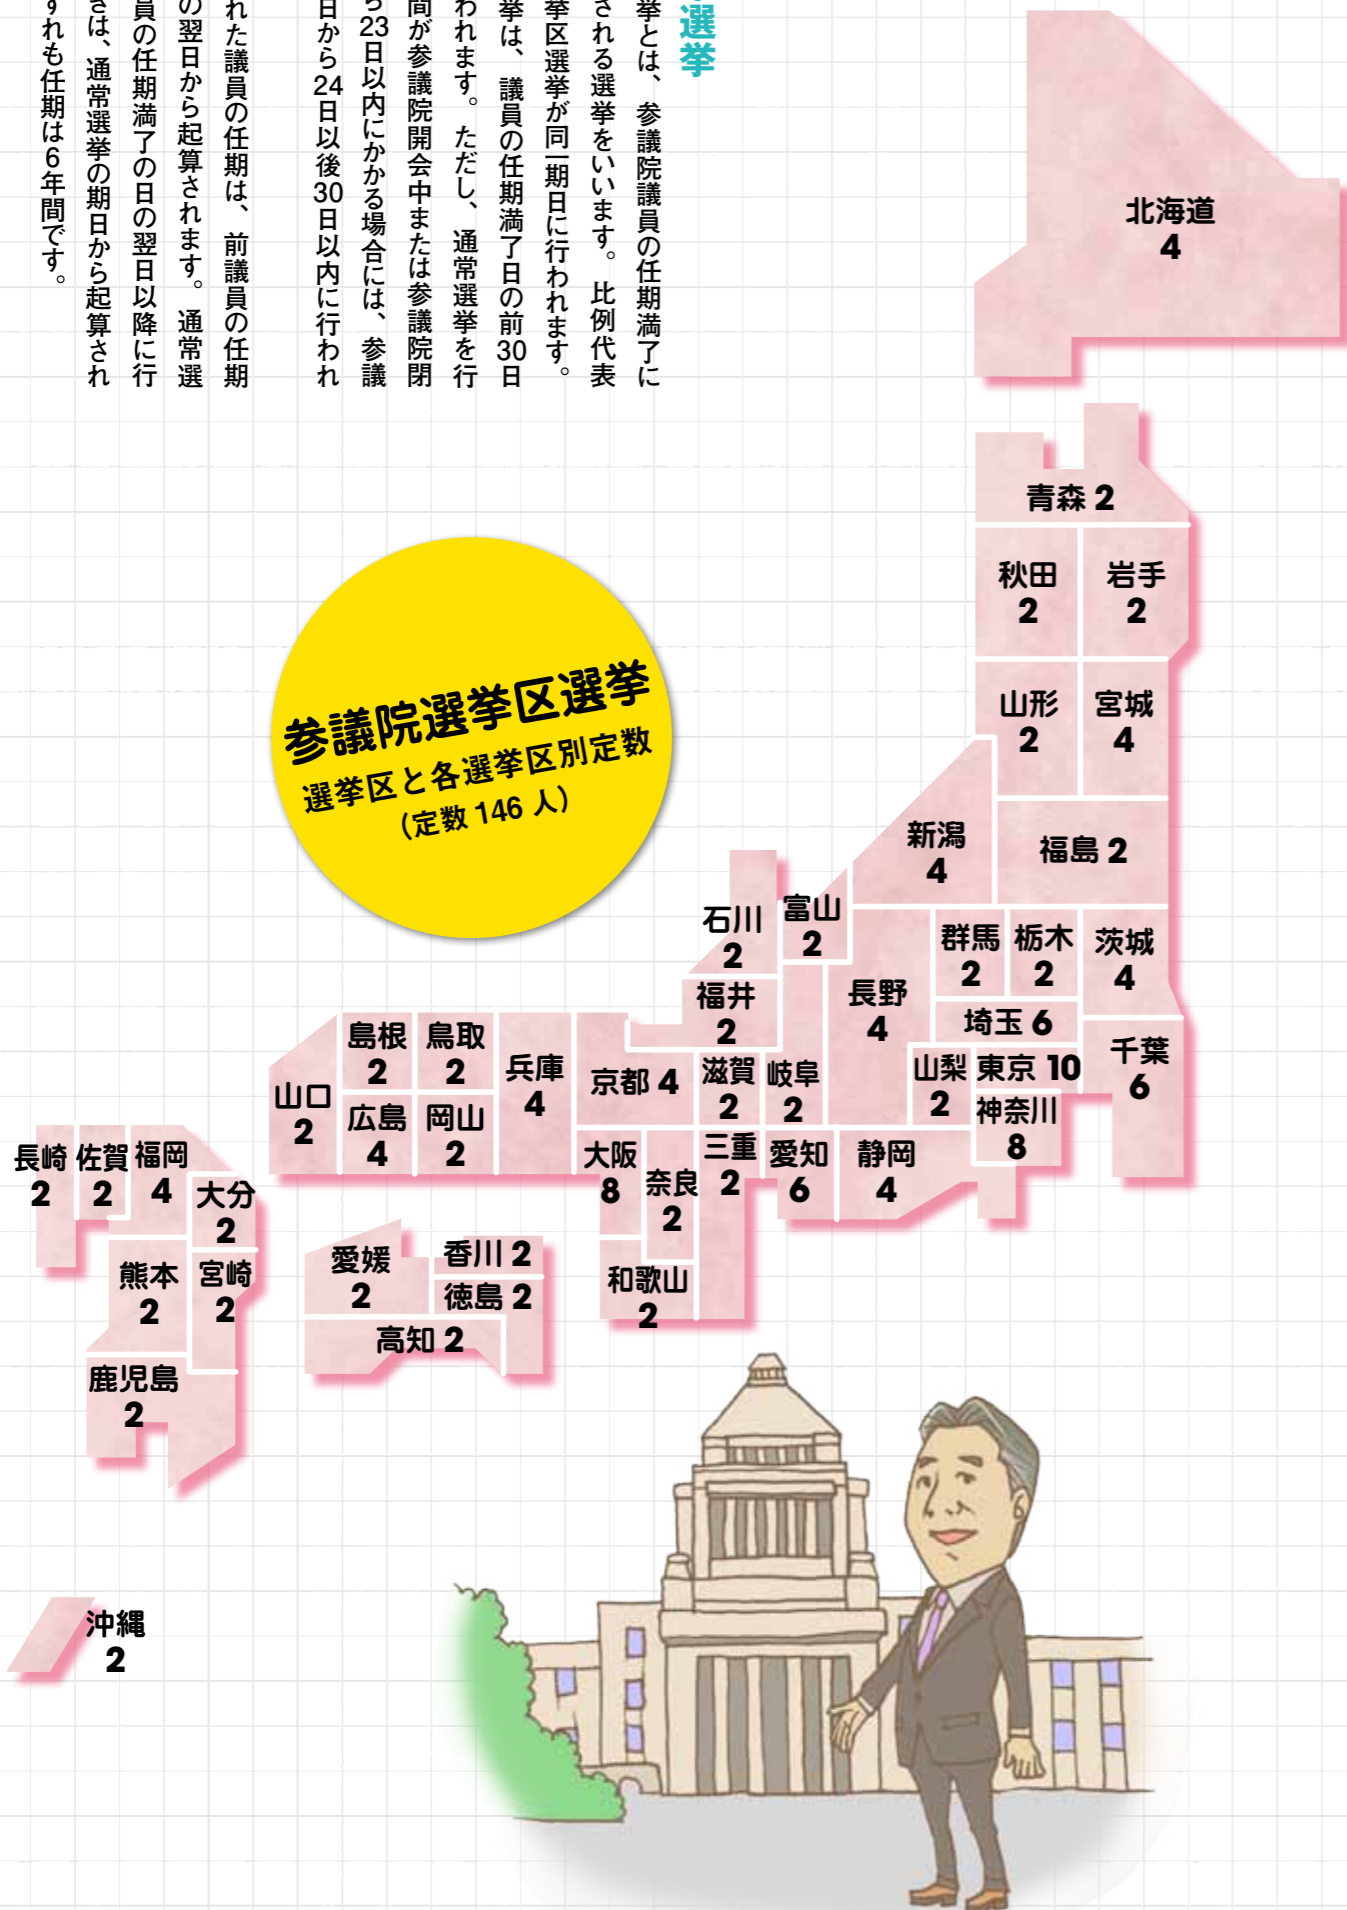 選挙
挙とは、参議院議員の任期満了に
される選挙をいいます。比例代表
挙区選挙が同一期日に行われます。
挙は、議員の任期満了日の前30日
われます。ただし、通常選挙を行
間が参議院開会中または参議院閉
ら23日以内にかかる場合には、参議
日から24日以後30日以内に行われ
れた議員の任期は、前議員の任期
の翌日から起算されます。通常選
員の任期満了の日の翌日以降に行
きは、通常選挙の期日から起算され
ずれも任期は6年間です。
北海道
4
青森 2
秋田
2
岩手
2
山形
2
宮城
4
参議院選挙区選挙
選挙区と各選挙区別定数
（定数 146 人）
新潟
4
福島 2
石川
2
富山
2
群馬
2
栃木
2
茨城
4
福井
2
長野
4
埼玉 6
千葉
6
山梨
2
東京 10
神奈川
8
島根
2
鳥取
2
兵庫
4
京都 4
滋賀
2
岐阜
2
山口
2
広島
4
岡山
2
大阪
8
奈良
2
三重
2
愛知
6
静岡
4
和歌山
2
長崎
2
佐賀
2
福岡
4
大分
2
熊本
2
宮崎
2
鹿児島
2
愛媛
2
香川 2
徳島 2
高知 2
沖縄
2